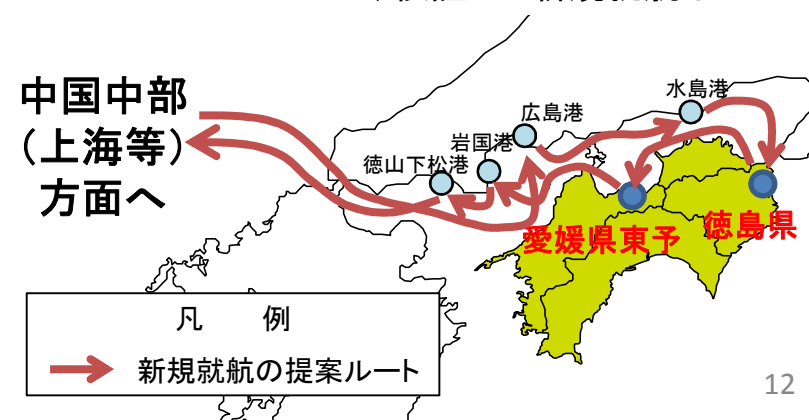 中国中部
（上海等）
方面へ
水島港
広島港
岩国港
徳山下松港
愛媛県東予
徳島県
凡　例
新規就航の提案ルート
12